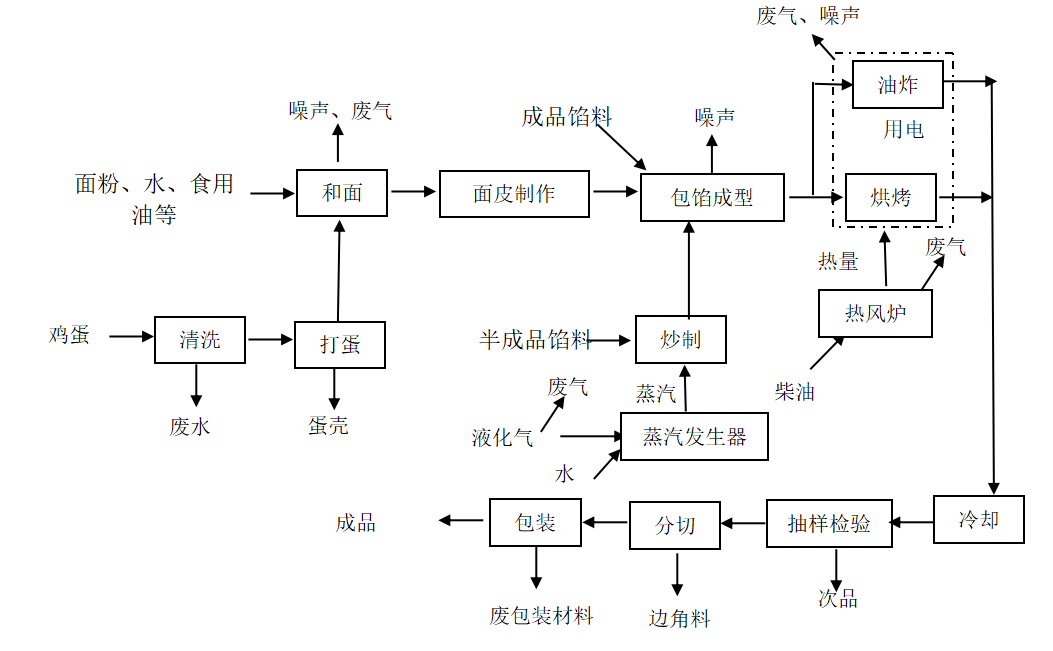 废气、噪声
油炸
用电
噪声、废气
成品馅料
噪声
面粉、水、食用
油等
和面
面皮制作
包馅成型
烘烤
热量
废气
热风炉
柴油
鸡蛋
清洗
打蛋
废水
蛋壳
半成品馅料
炒制
蒸汽
废气
液化气
蒸汽发生器
水
成品
包装
分切
抽样检验
冷却
废包装材料
边角料
次品